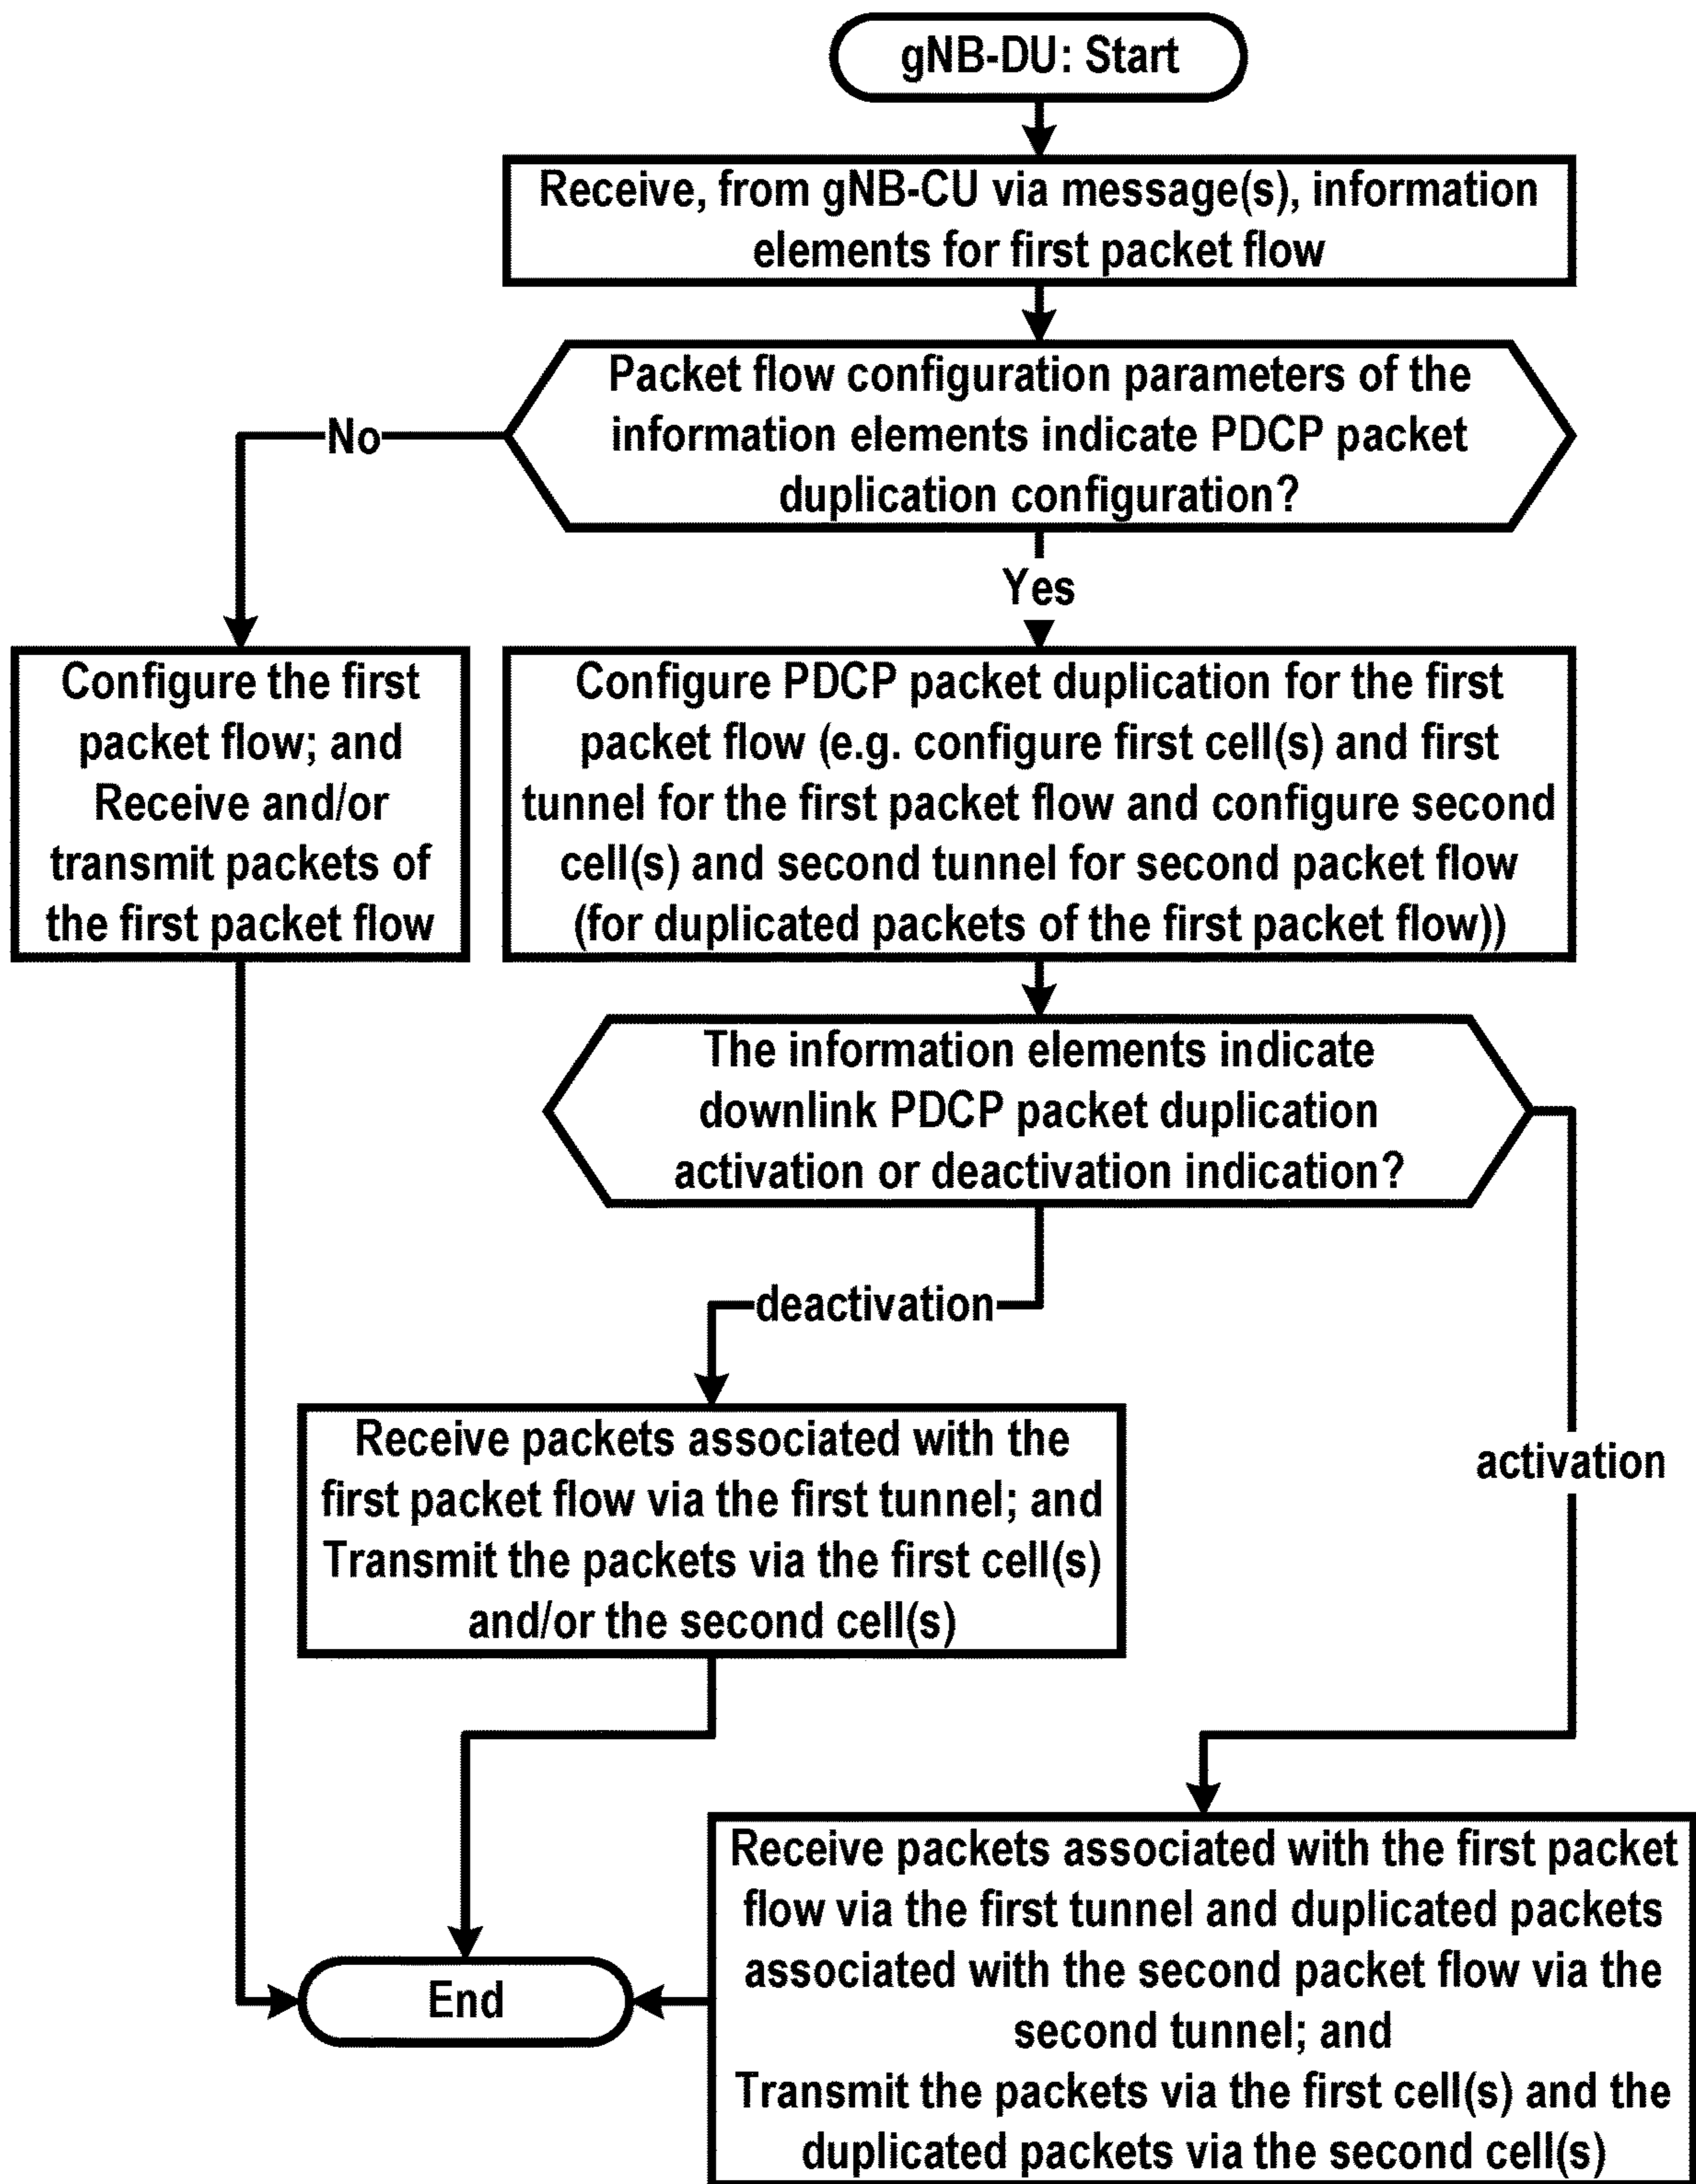 gNB-DU: Start
Receive, from gNB-CU via message(s), information
elements for first packet flow
Packet flow configuration parameters of the
information elements indicate PDCP packet
duplication configuration?
No
Yes
Configure the first
packet flow; and
Receive and/or
transmit packets of
the first packet flow
Configure PDCP packet duplication for the first
packet flow (e.g. configure first cell(s) and first
tunnel for the first packet flow and configure second
cell(s) and second tunnel for second packet flow
(for duplicated packets of the first packet flow))
The information elements indicate
downlink PDCP packet duplication
activation or deactivation indication?
deactivation
activation
Receive packets associated with the
first packet flow via the first tunnel; and
Transmit the packets via the first cell(s)
and/or the second cell(s)
Receive packets associated with the first packet
flow via the first tunnel and duplicated packets
associated with the second packet flow via the
second tunnel; and
Transmit the packets via the first cell(s) and the
duplicated packets via the second cell(s)
End